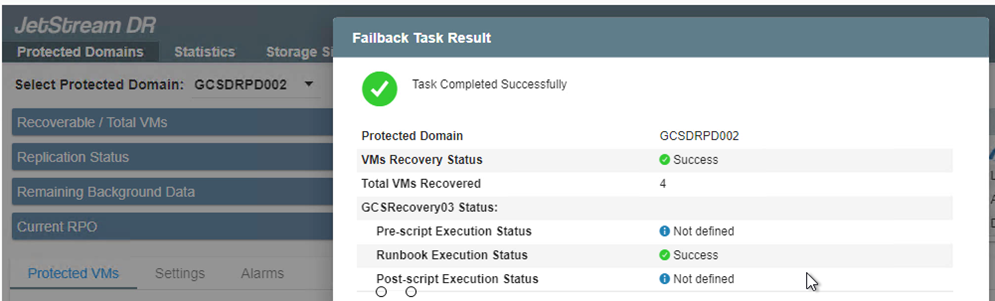 JetStream DR
Protected Domains Statistics Storage Si
Select Protected Domain: GCSDRPD002
Recoverable / Total VMs
Replication Status
Remaining Background Data
Current RPO
Protected VMs Settings Alarms
Failback Task Result
Task Completed Successfully
Protected Domain GCSDRPD002
VMs Recovery Status Success
Total VMs Recovered 4
GCSRecovery03 Status:
Pre-script Execution Status Not defined
Runbook Execution Status Success
Post-script Execution Status Not defined